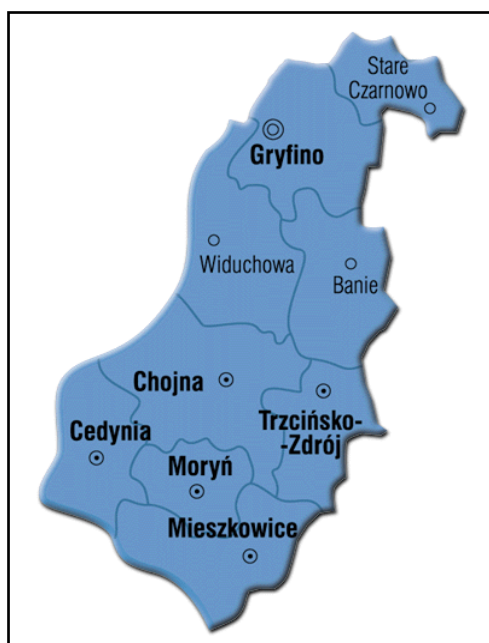 Stare
Czarnowo
Gryfino
Widuchowa
Banie
Chojna
Trzcińsko-
-Zdrój
Cedynia
Moryń
Mieszkowice